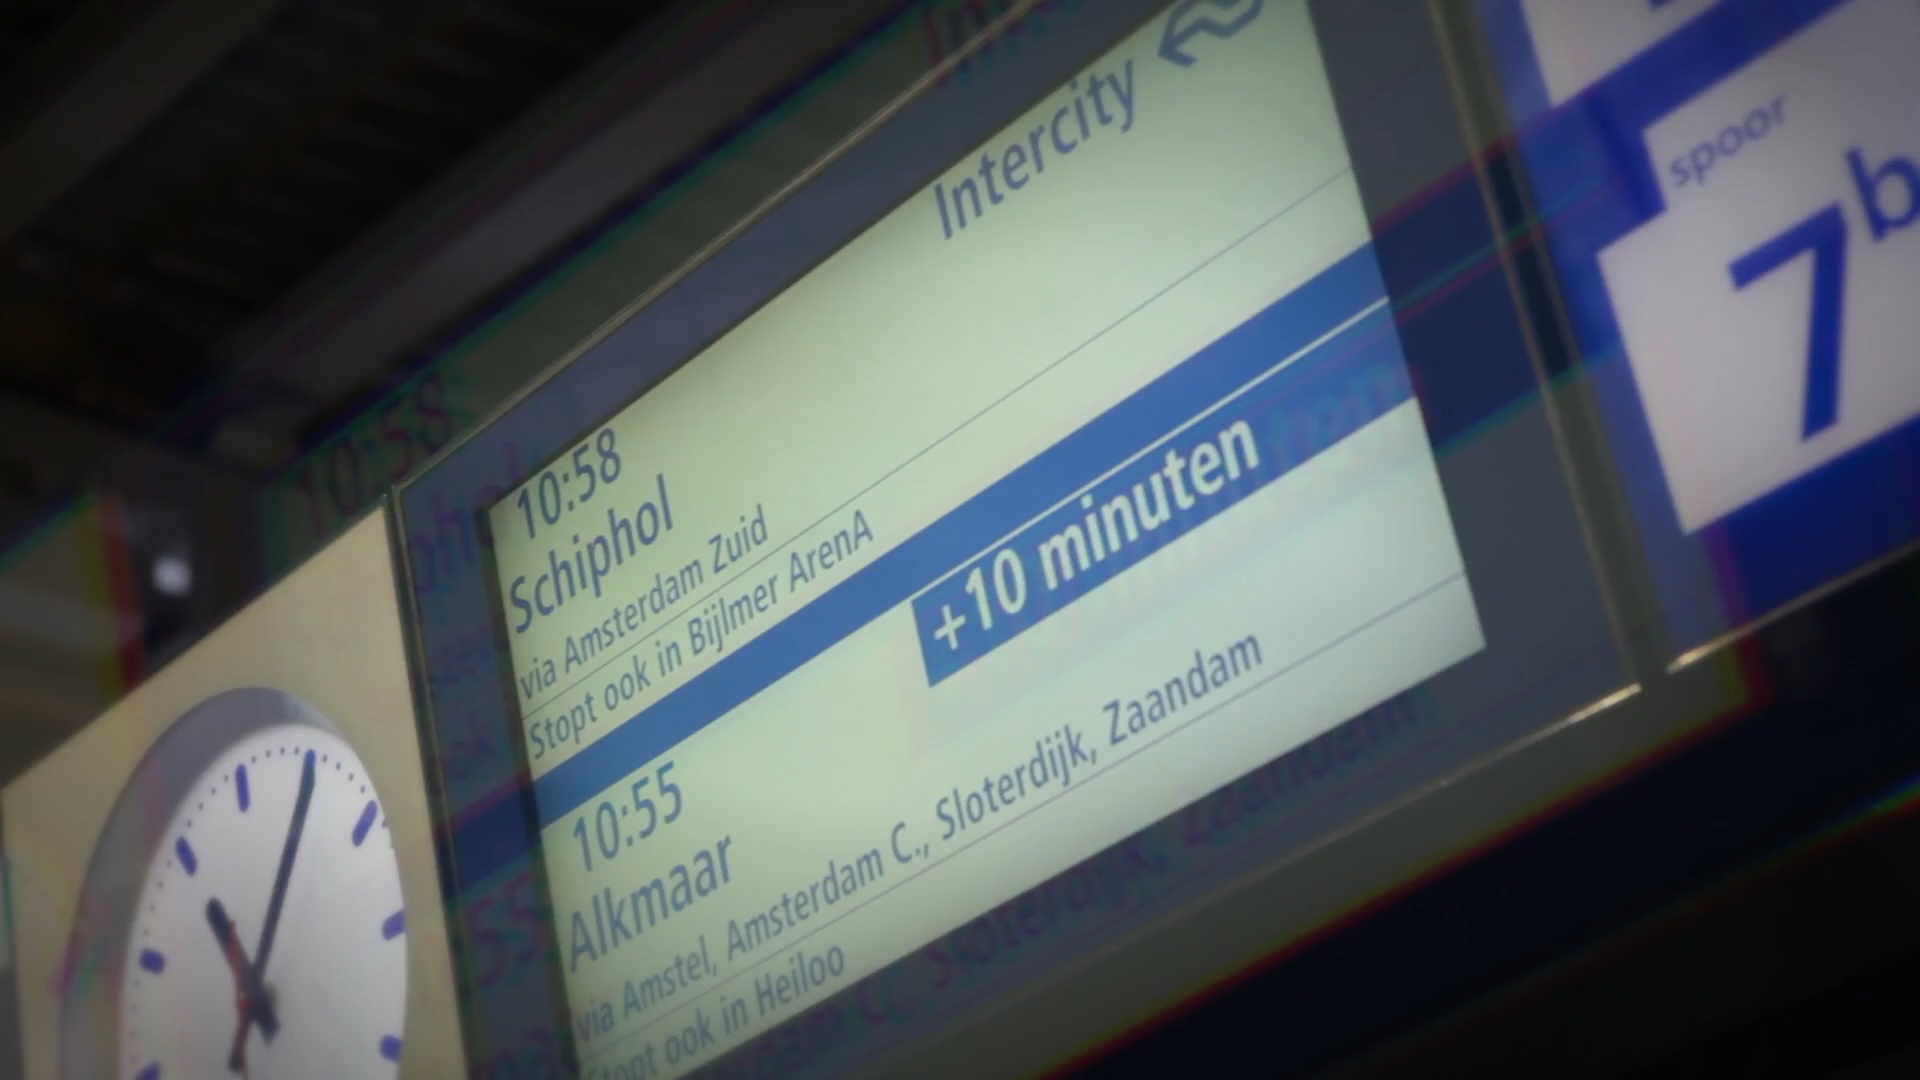 Intercity
10:58
Schiphol
via Amsterdam Zuid
Stopt ook in Bijlmer ArenA
+10 minuten
10:55
Alkmaar
via Amstel, Amsterdam C., Sloterdijk, Zaandam
Stopt ook in Heiloo
spoor
7b